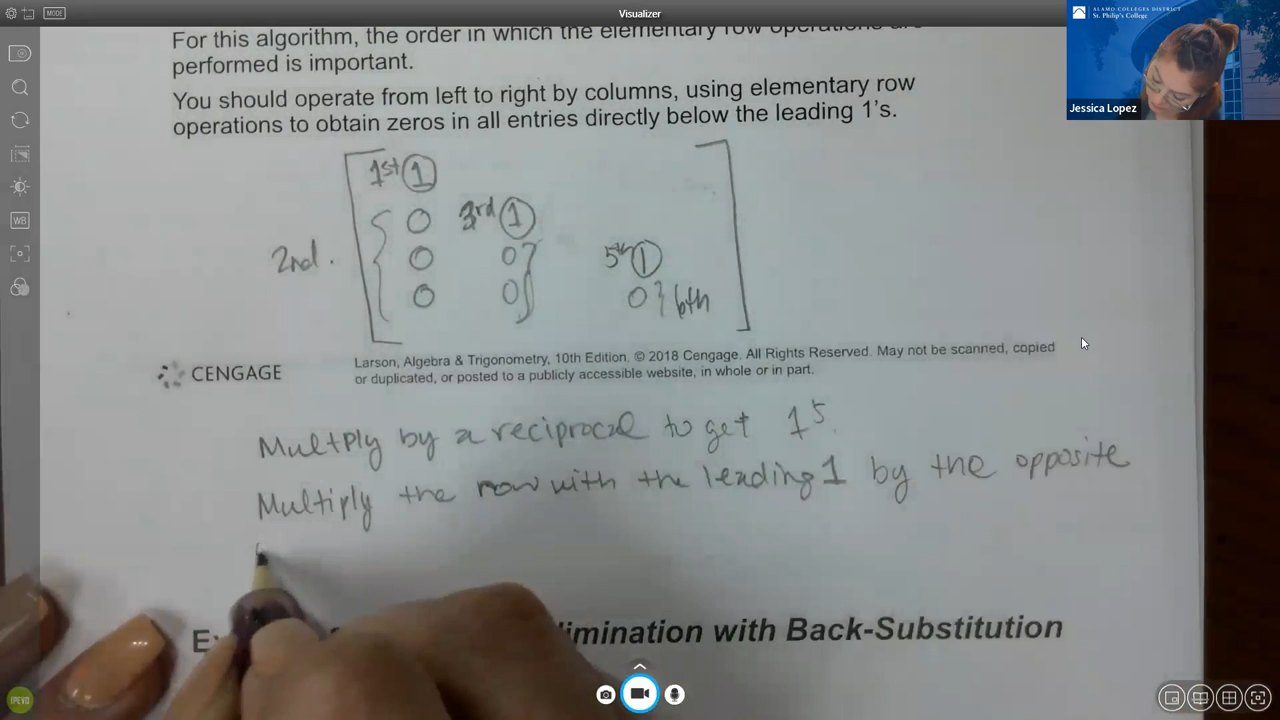 Visualizer
MODE
ALAMO COLLEGES DISTRICT
St. Philip's College
Jessica Lopez
WB
For this algorithm, the order in which the elementary row operations are
performed is important.
You should operate from left to right by columns, using elementary row
operations to obtain zeros in all entries directly below the leading 1's.
1st 1
0 3rd 1
2nd. 0 0 5th 1
0 0 0 6th
CENGAGE
Larson, Algebra & Trigonometry, 10th Edition. © 2018 Cengage. All Rights Reserved. May not be scanned, copied
or duplicated, or posted to a publicly accessible website, in whole or in part.
MultPly by a reciprocal to get 1s.
Multiply the row with the leading 1 by the opposite
limination with Back-Substitution
IPEVO